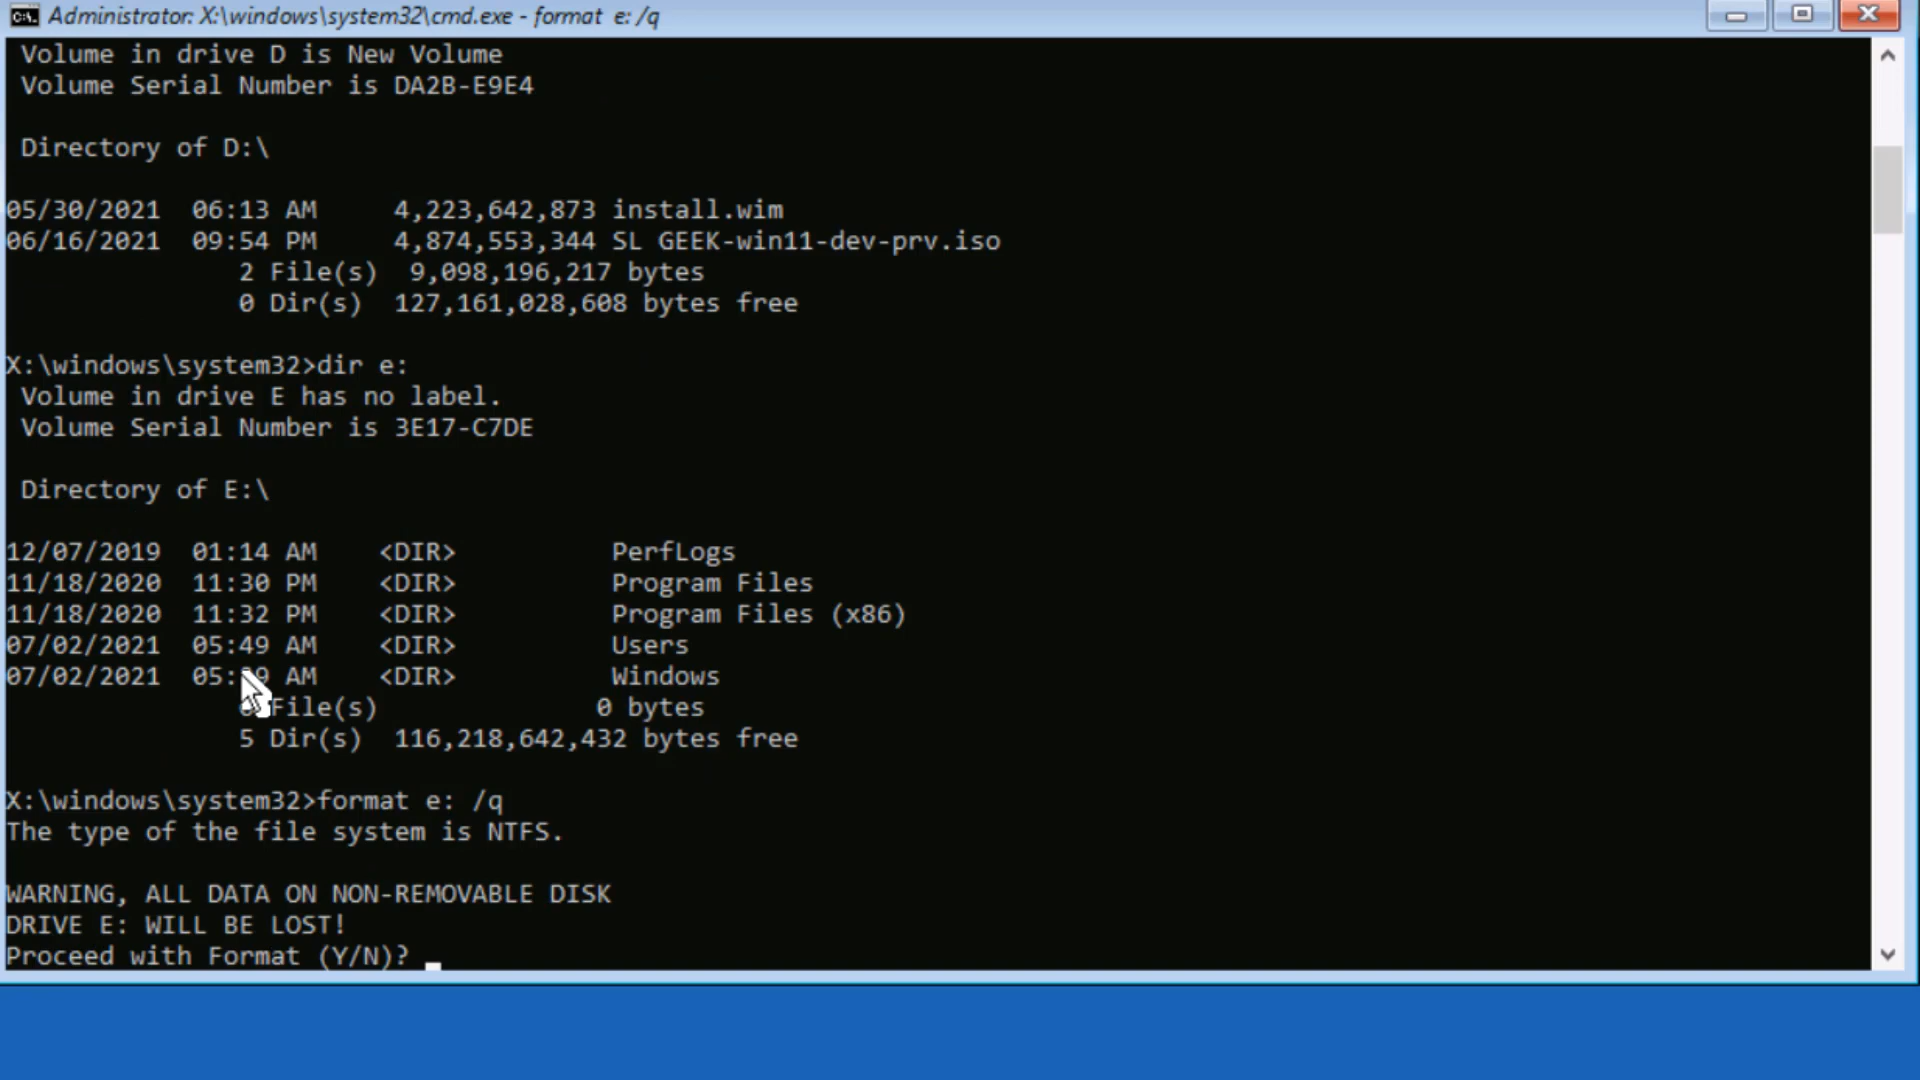 Administrator: X:\windows\system32\cmd.exe - format e: /q
Volume in drive D is New Volume
Volume Serial Number is DA2B-E9E4
Directory of D:\
05/30/2021 06:13 AM 4,223,642,873 install.wim
06/16/2021 09:54 PM 4,874,553,344 SL GEEK-win11-dev-prv.iso
2 File(s) 9,098,196,217 bytes
0 Dir(s) 127,161,028,608 bytes free
X:\windows\system32>dir e:
Volume in drive E has no label.
Volume Serial Number is 3E17-C7DE
Directory of E:\
12/07/2019 01:14 AM <DIR> PerfLogs
11/18/2020 11:30 PM <DIR> Program Files
11/18/2020 11:32 PM <DIR> Program Files (x86)
07/02/2021 05:49 AM <DIR> Users
07/02/2021 AM <DIR> Windows
File(s) 0 bytes
5 Dir(s) 116,218,642,432 bytes free
X:\windows\system32>format e: /q
The type of the file system is NTFS.
WARNING, ALL DATA ON NON-REMOVABLE DISK
DRIVE E: WILL BE LOST!
Proceed with Format (Y/N)?